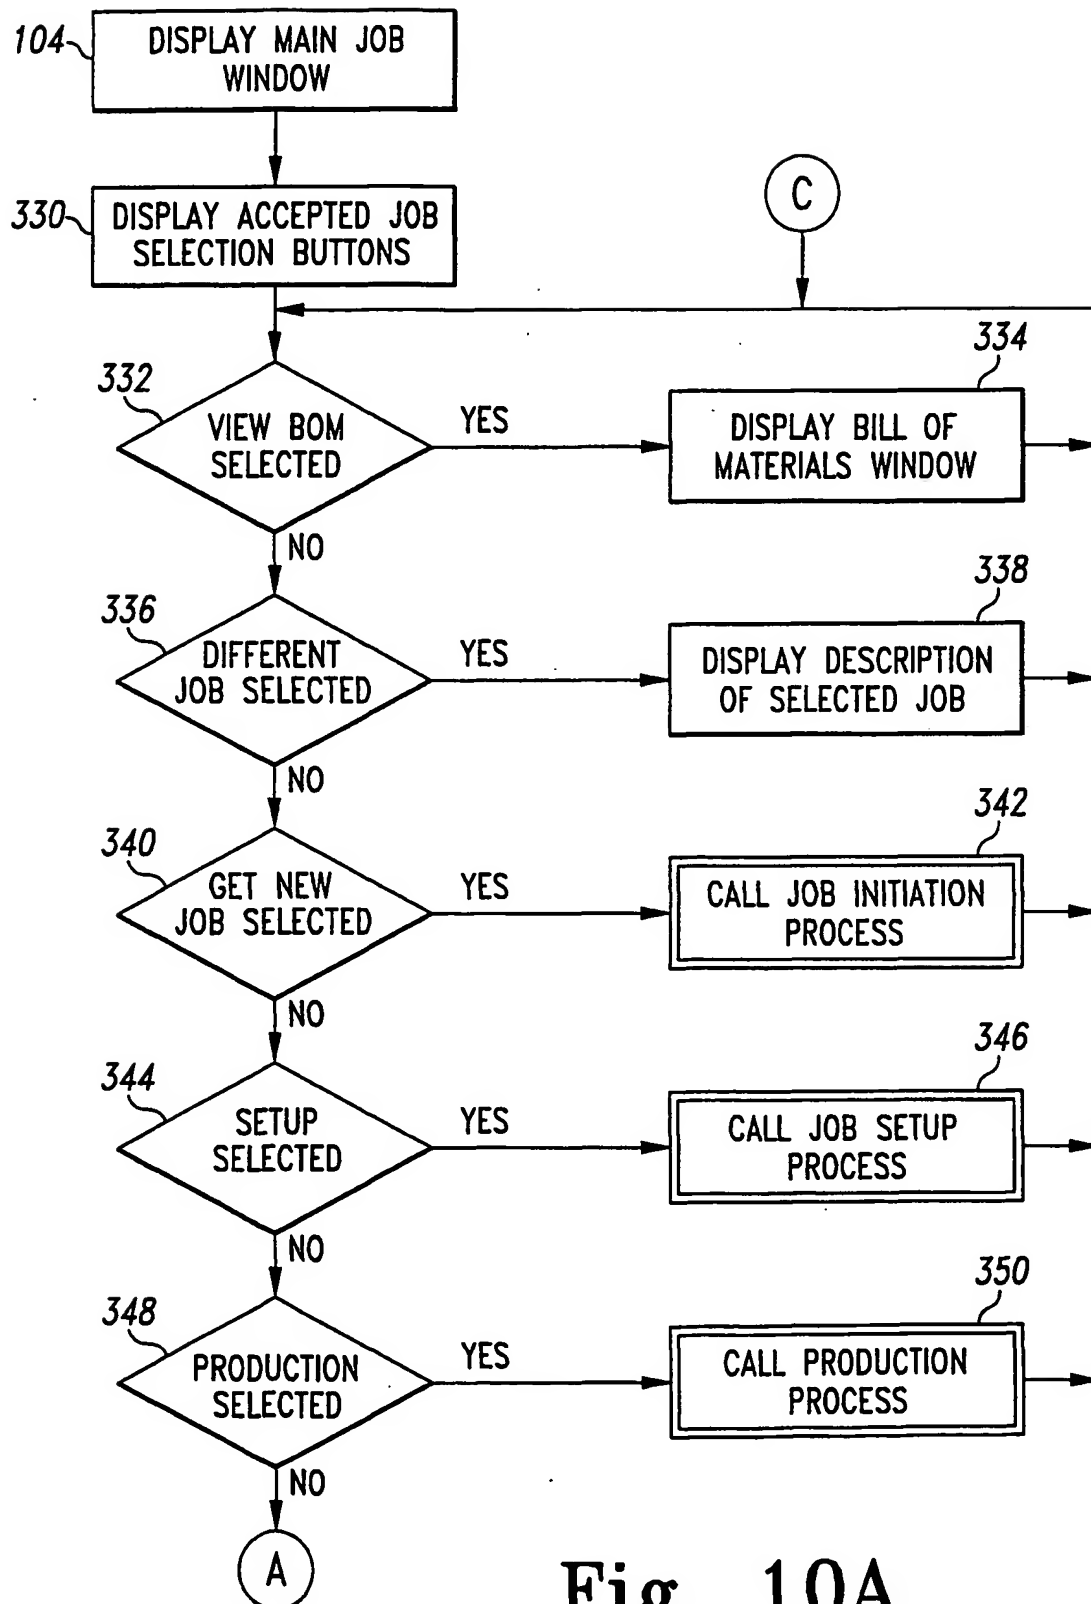 104
DISPLAY MAIN JOB
WINDOW
330
DISPLAY ACCEPTED JOB
SELECTION BUTTONS
C
332
VIEW BOM
SELECTED
YES
334
DISPLAY BILL OF
MATERIALS WINDOW
NO
336
DIFFERENT
JOB SELECTED
YES
338
DISPLAY DESCRIPTION
OF SELECTED JOB
NO
340
GET NEW
JOB SELECTED
YES
342
CALL JOB INITIATION
PROCESS
NO
344
SETUP
SELECTED
YES
346
CALL JOB SETUP
PROCESS
NO
348
PRODUCTION
SELECTED
YES
350
CALL PRODUCTION
PROCESS
NO
A
Fig. 10A